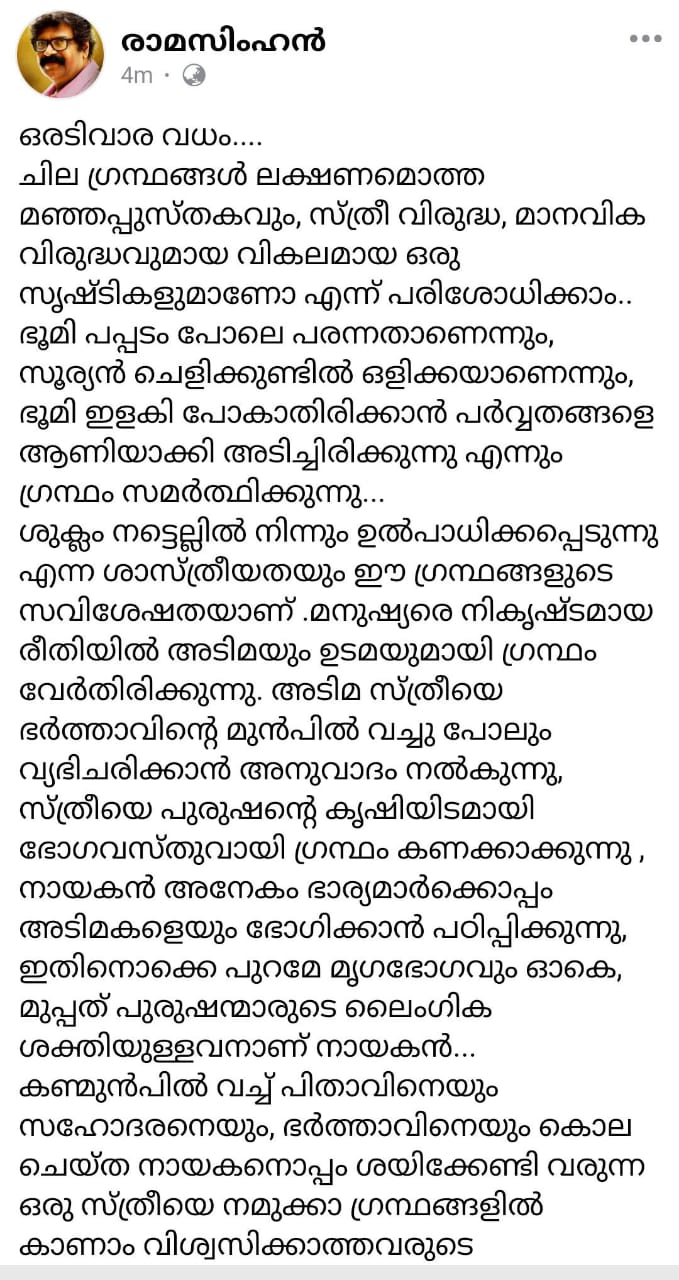 രാമസിംഹൻ
4m ·
ഒരടിവാര വധം....
ചില ഗ്രന്ഥങ്ങൾ ലക്ഷണമൊത്ത
മഞ്ഞപ്പുസ്തകവും, സ്ത്രീ വിരുദ്ധ, മാനവിക
വിരുദ്ധവുമായ വികലമായ ഒരു
സൃഷ്ടികളുമാണോ എന്ന് പരിശോധിക്കാം..
ഭൂമി പപ്പടം പോലെ പരന്നതാണെന്നും,
സൂര്യൻ ചെളിക്കുണ്ടിൽ ഒളിക്കയാണെന്നും,
ഭൂമി ഇളകി പോകാതിരിക്കാൻ പർവ്വതങ്ങളെ
ആണിയാക്കി അടിച്ചിരിക്കുന്നു എന്നും
ഗ്രന്ഥം സമർത്ഥിക്കുന്നു...
ശുക്ലം നട്ടെല്ലിൽ നിന്നും ഉൽപാധിക്കപ്പെടുന്നു
എന്ന ശാസ്ത്രീയതയും ഈ ഗ്രന്ഥങ്ങളുടെ
സവിശേഷതയാണ് .മനുഷ്യരെ നികൃഷ്ടമായ
രീതിയിൽ അടിമയും ഉടമയുമായി ഗ്രന്ഥം
വേർതിരിക്കുന്നു. അടിമ സ്ത്രീയെ
ഭർത്താവിന്റെ മുൻപിൽ വച്ചു പോലും
വ്യഭിചരിക്കാൻ അനുവാദം നൽകുന്നു,
സ്ത്രീയെ പുരുഷന്റെ കൃഷിയിടമായി
ഭോഗവസ്തുവായി ഗ്രന്ഥം കണക്കാക്കുന്നു ,
നായകൻ അനേകം ഭാര്യമാർക്കൊപ്പം
അടിമകളെയും ഭോഗിക്കാൻ പഠിപ്പിക്കുന്നു,
ഇതിനൊക്കെ പുറമേ മൃഗഭോഗവും ഓകെ,
മുപ്പത് പുരുഷന്മാരുടെ ലൈംഗിക
ശക്തിയുള്ളവനാണ് നായകൻ...
കണ്മുൻപിൽ വച്ച് പിതാവിനെയും
സഹോദരനെയും, ഭർത്താവിനെയും കൊല
ചെയ്ത നായകനൊപ്പം ശയിക്കേണ്ടി വരുന്ന
ഒരു സ്ത്രീയെ നമുക്കാ ഗ്രന്ഥങ്ങളിൽ
കാണാം വിശ്വസിക്കാത്തവരുടെ